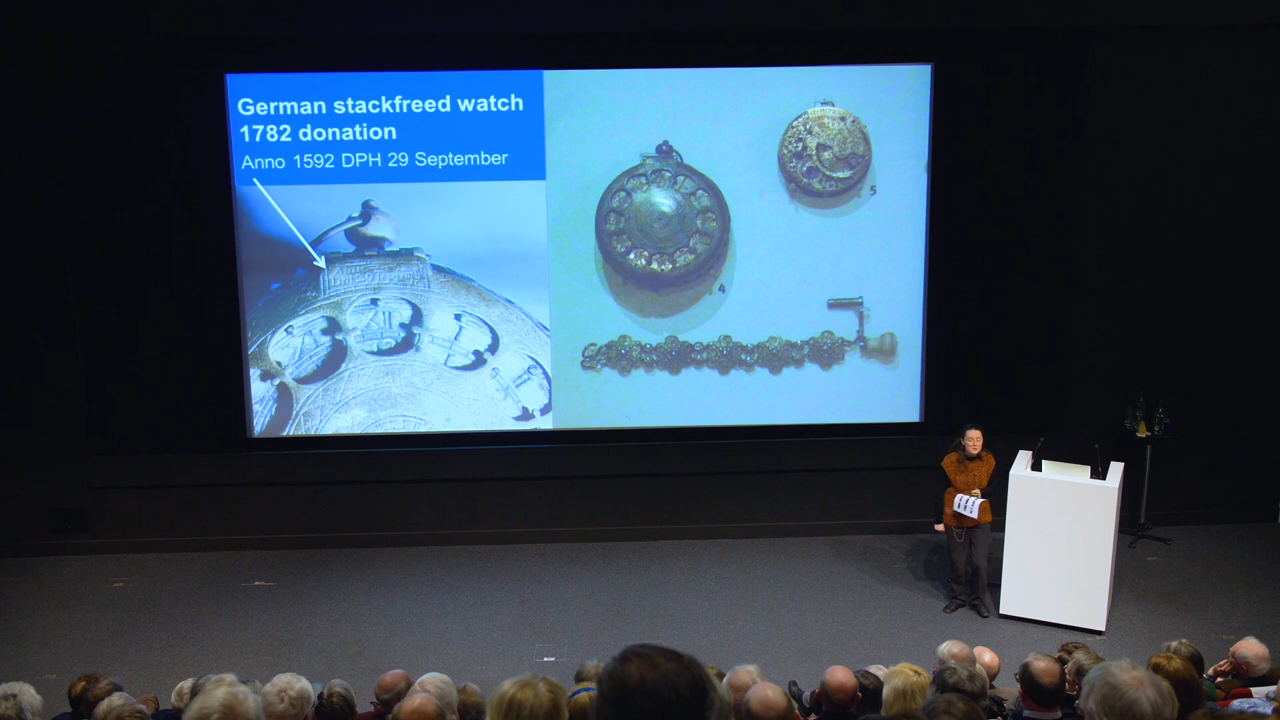 German stackfreed watch
1782 donation
Anno 1592 DPH 29 September
4
5